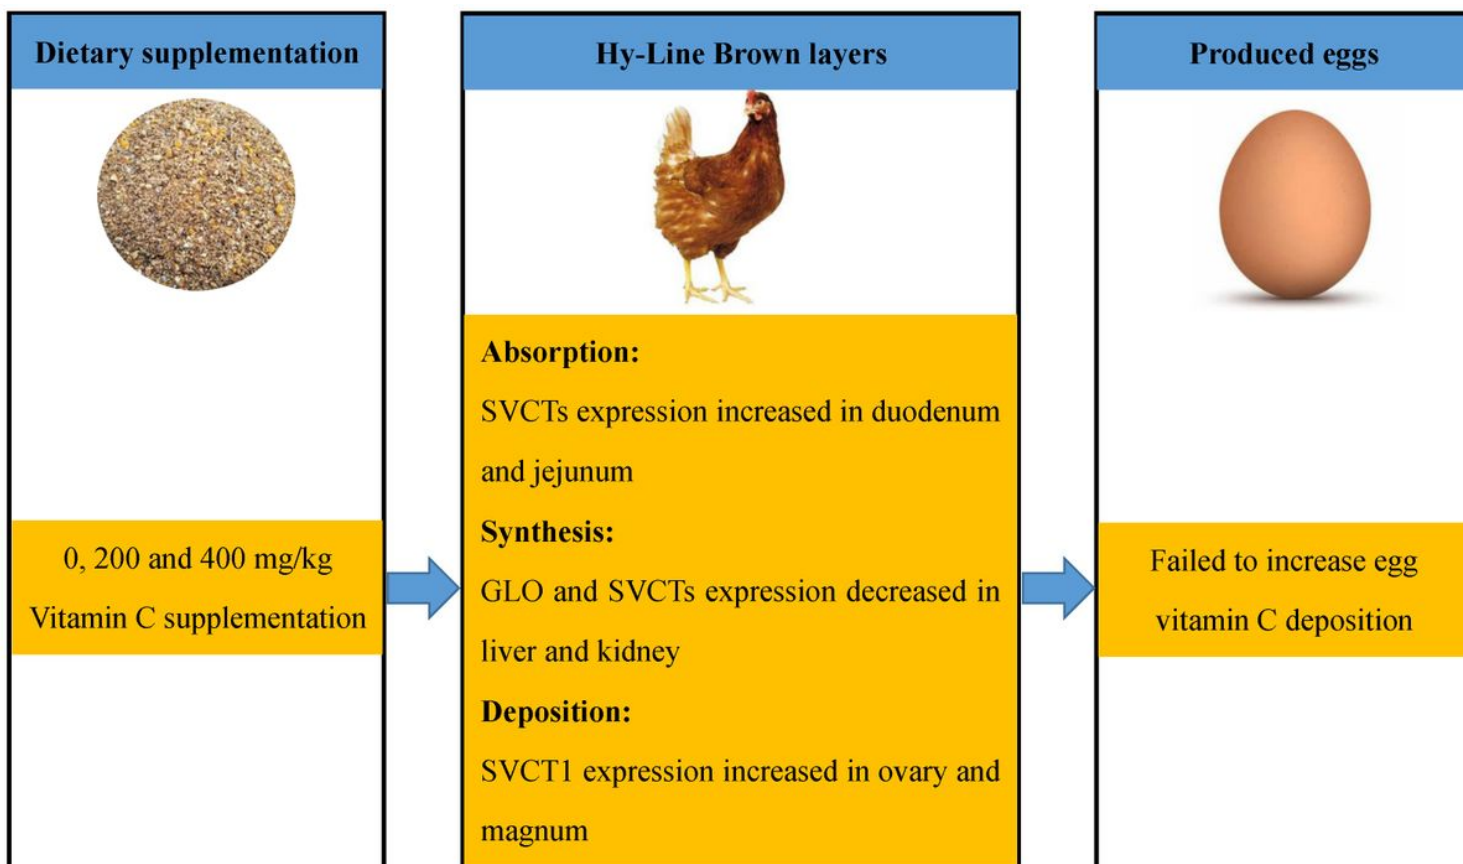 Dietary supplementation
0, 200 and 400 mg/kg
Vitamin C supplementation
Hy-Line Brown layers
Absorption:
SVCTs expression increased in duodenum
and jejunum
Synthesis:
GLO and SVCTs expression decreased in
liver and kidney
Deposition:
SVCT1 expression increased in ovary and
magnum
Produced eggs
Failed to increase egg
vitamin C deposition